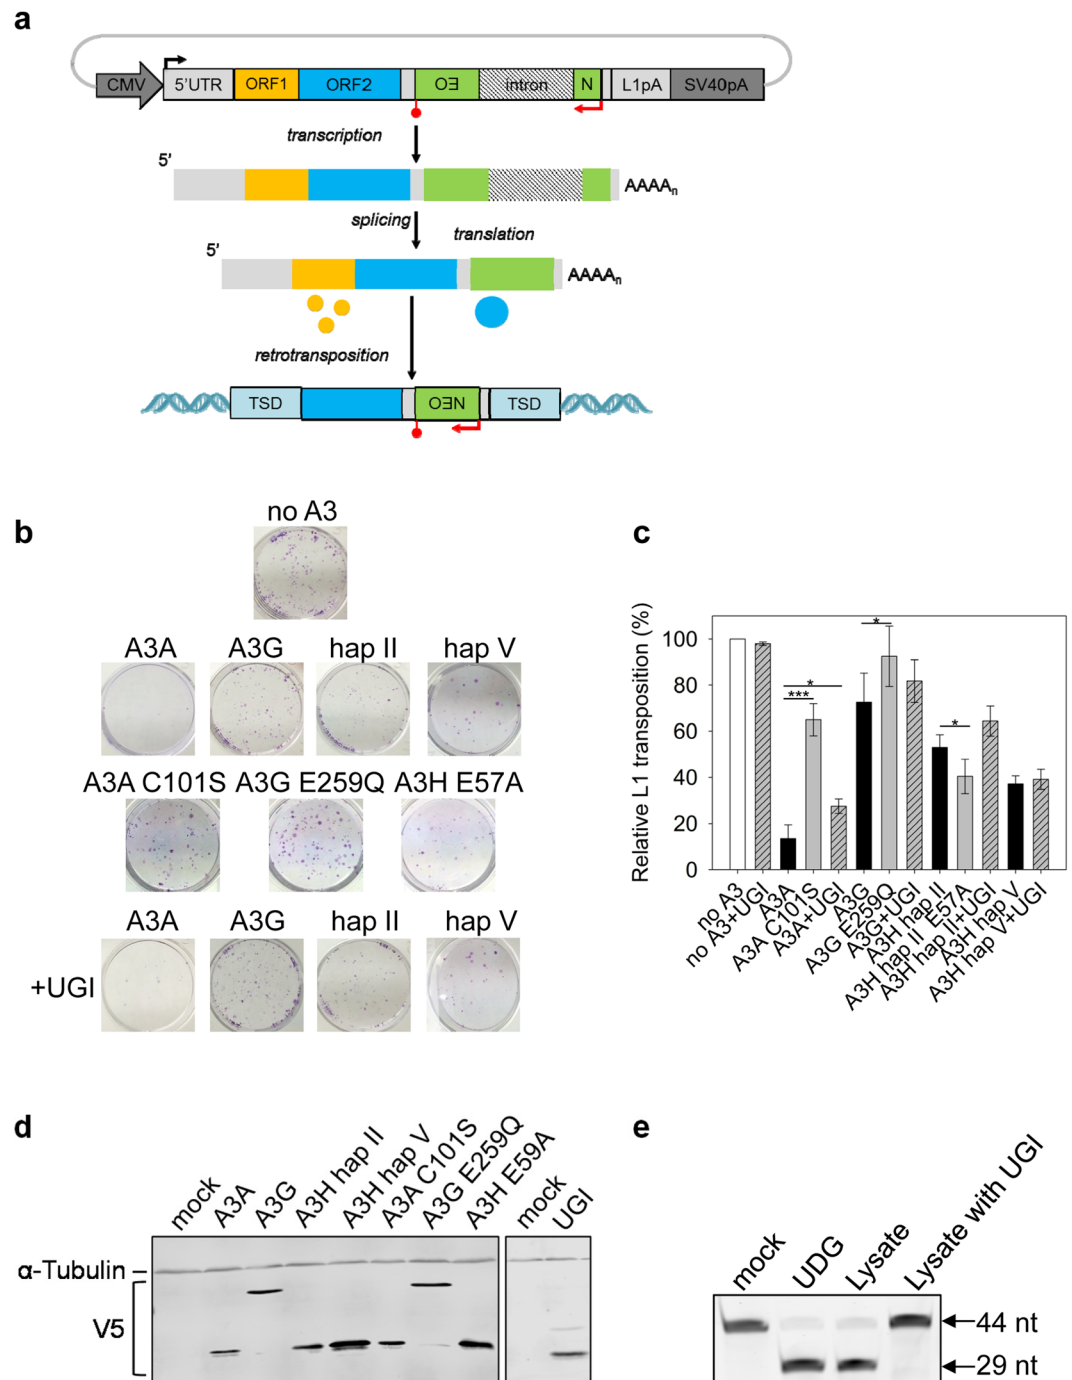 a
CMV 5'UTR ORF1 ORF2 OƎ intron N L1pA SV40pA
transcription
5'
AAAAn
splicing
translation
5'
AAAAn
retrotransposition
TSD OƎN TSD
b
no A3
A3A A3G hap II hap V
A3A C101S A3G E259Q A3H E57A
A3A A3G hap II hap V
+UGI
c
Relative L1 transposition (%)
100
80
60
40
20
0
*
***
*
*
no A3
no A3+UGI
A3A
A3A C101S
A3A+UGI
A3G
A3G E259Q
A3G+UGI
A3H hap II
A3H hap II E57A
A3H hap II+UGI
A3H hap V
A3H hap V+UGI
d
mock
A3A
A3G
A3H hap II
A3H hap V
A3A C101S
A3G E259Q
A3H E59A
mock
UGI
α-Tubulin
V5
e
mock
UDG
Lysate
Lysate with UGI
44 nt
29 nt